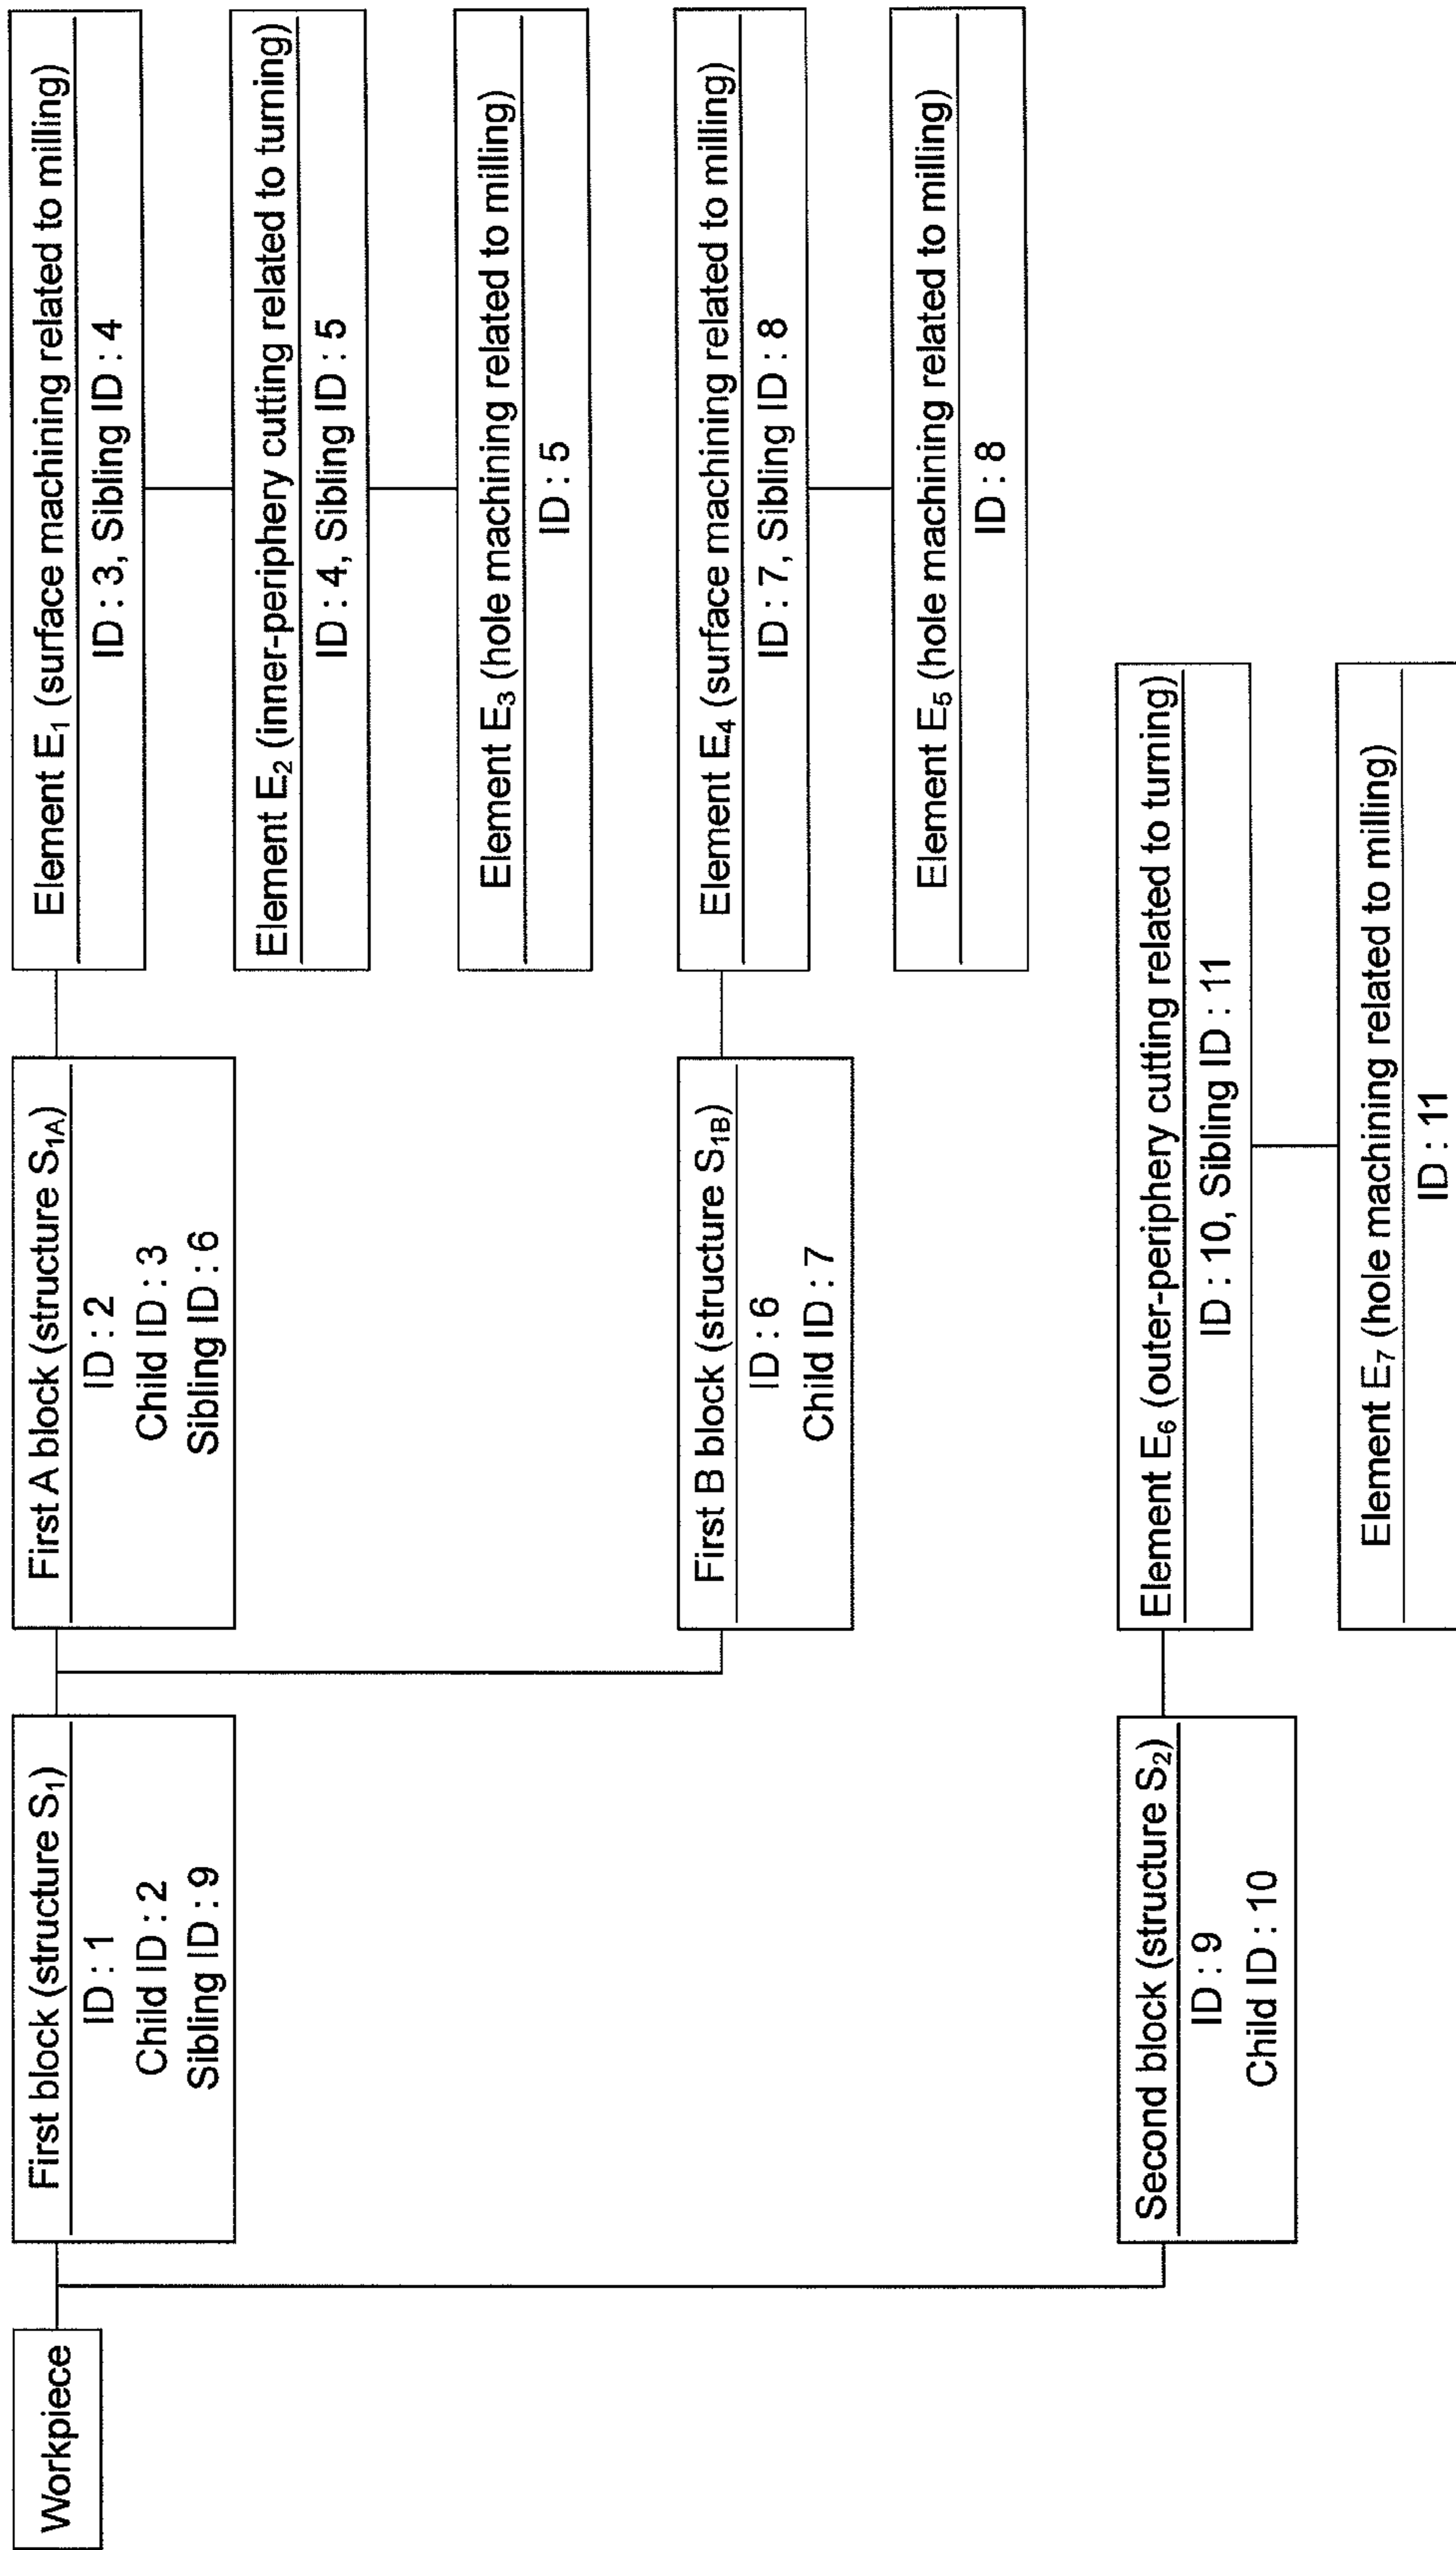 Workpiece
First block (structure S₁)
ID : 1
Child ID : 2
Sibling ID : 9
First A block (structure S₁ₐ)
ID : 2
Child ID : 3
Sibling ID : 6
Element E₁ (surface machining related to milling)
ID : 3, Sibling ID : 4
Element E₂ (inner-periphery cutting related to turning)
ID : 4, Sibling ID : 5
Element E₃ (hole machining related to milling)
ID : 5
First B block (structure S₁B)
ID : 6
Child ID : 7
Element E₄ (surface machining related to milling)
ID : 7, Sibling ID : 8
Element E₅ (hole machining related to milling)
ID : 8
Second block (structure S₂)
ID : 9
Child ID : 10
Element E₆ (outer-periphery cutting related to turning)
ID : 10, Sibling ID : 11
Element E₇ (hole machining related to milling)
ID : 11